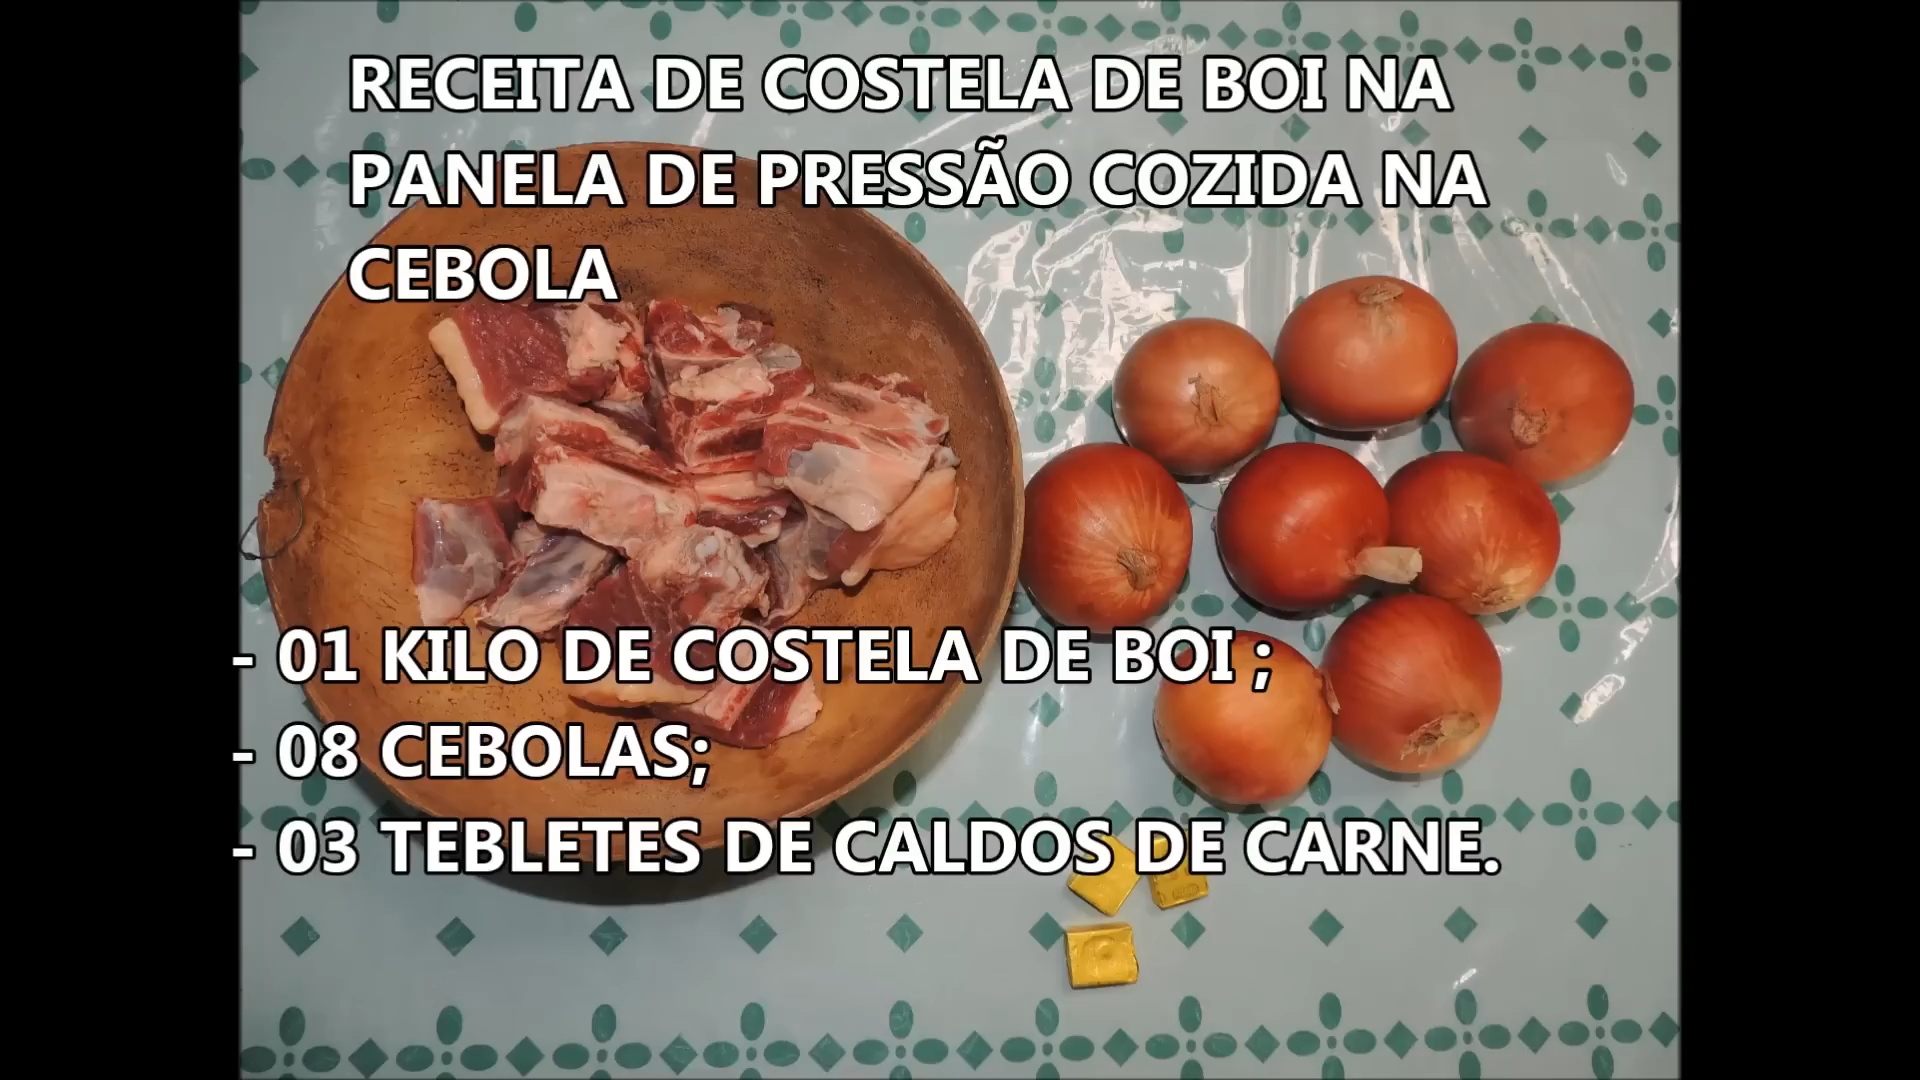 RECEITA DE COSTELA DE BOI NA
PANELA DE PRESSÃO COZIDA NA
CEBOLA
- 01 KILO DE COSTELA DE BOI ;
- 08 CEBOLAS;
- 03 TEBLETES DE CALDOS DE CARNE.